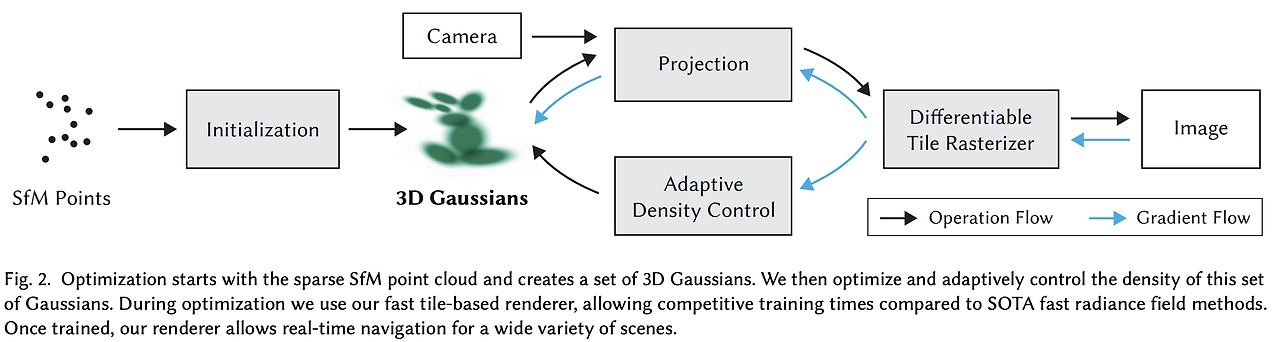 Camera
Projection
Initialization
Differentiable
Tile Rasterizer
Image
SfM Points
3D Gaussians
Adaptive
Density Control
Operation Flow
Gradient Flow
Fig. 2. Optimization starts with the sparse SfM point cloud and creates a set of 3D Gaussians. We then optimize and adaptively control the density of this set
of Gaussians. During optimization we use our fast tile-based renderer, allowing competitive training times compared to SOTA fast radiance field methods.
Once trained, our renderer allows real-time navigation for a wide variety of scenes.